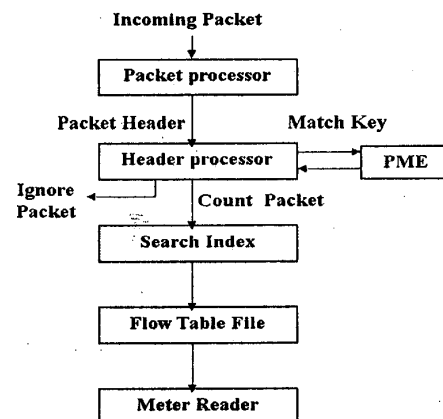 Incoming Packet
Packet processor
Packet Header
Match Key
Header processor
PME
Ignore
Packet
Count Packet
Search Index
Flow Table File
Meter Reader